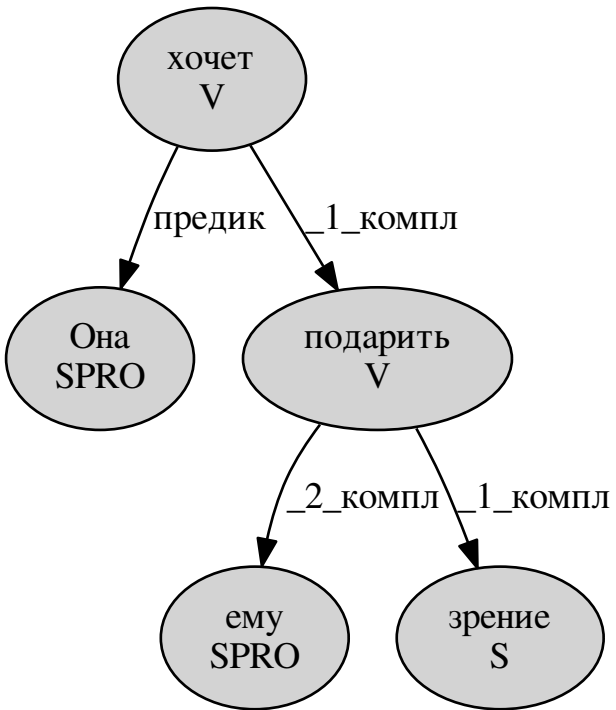 хочет
V
предик
_1_компл
Она
SPRO
подарить
V
_2_компл
_1_компл
ему
SPRO
зрение
S